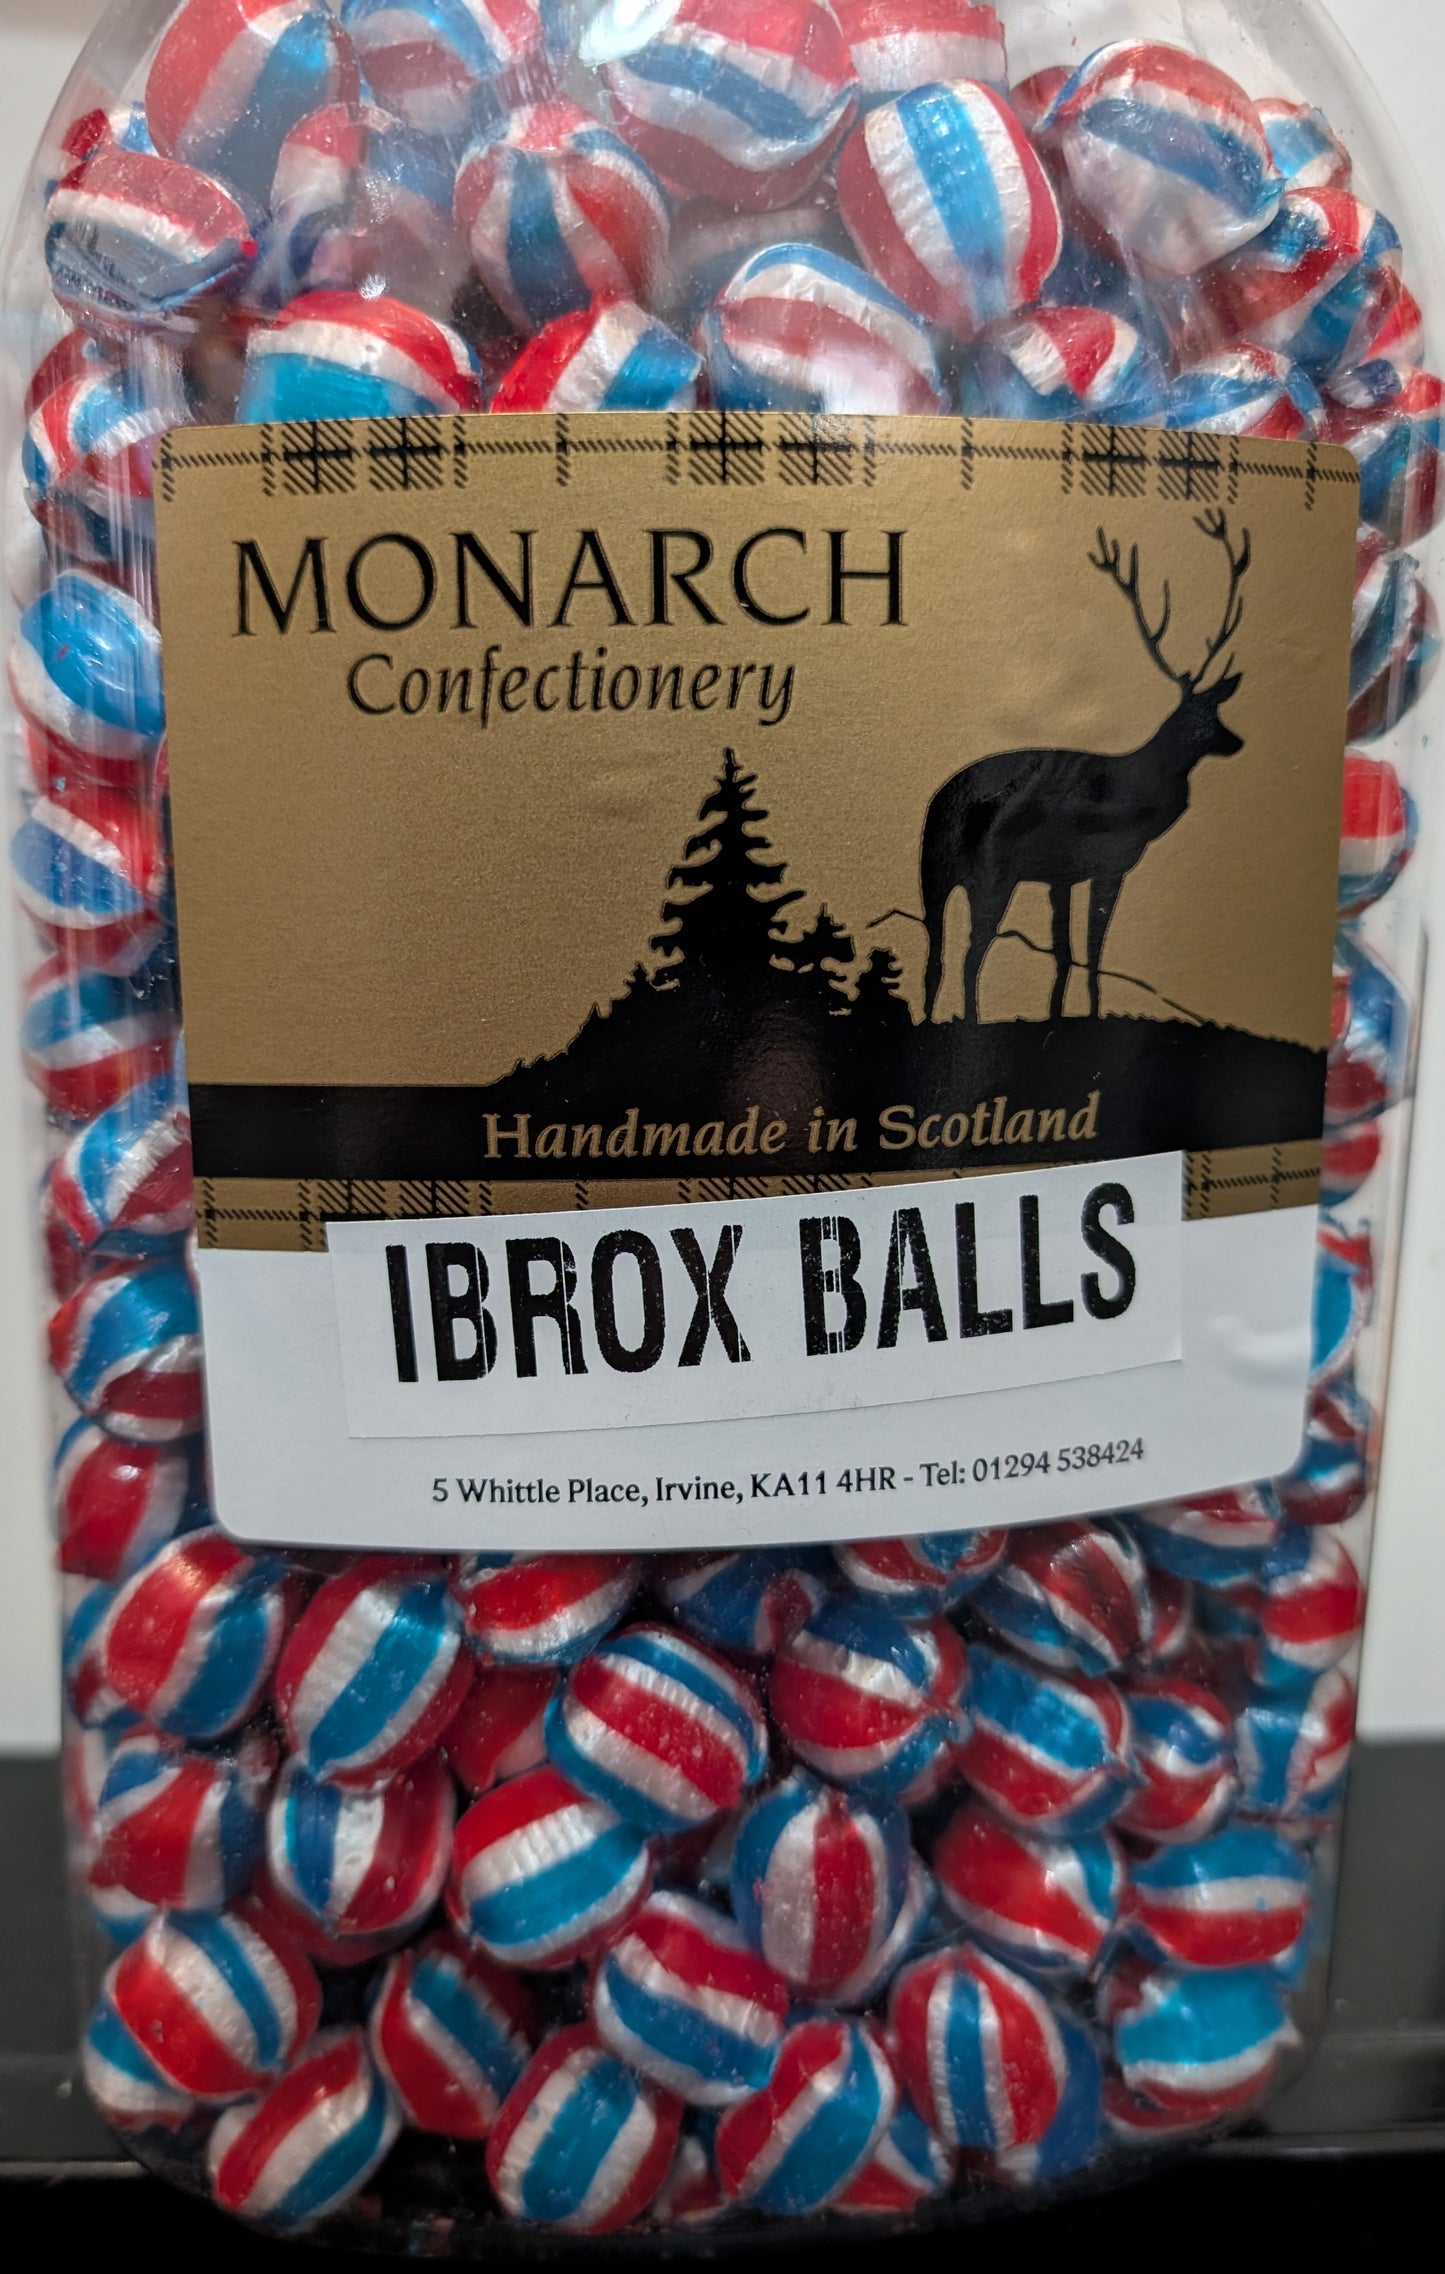 MONARCH
Confectionery
Handmade in Scotland
IBROX BALLS
5 Whittle Place, Irvine, KA11 4HR - Tel: 01294 538424